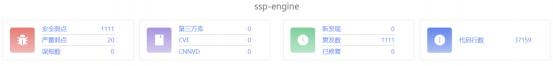 ssp-engine
安全弱点 1111
严重弱点 20
误报数 0
第三方库 0
CVE 0
CNNVD 0
新发现 0
累发数 1111
已修复 0
代码行数 37159